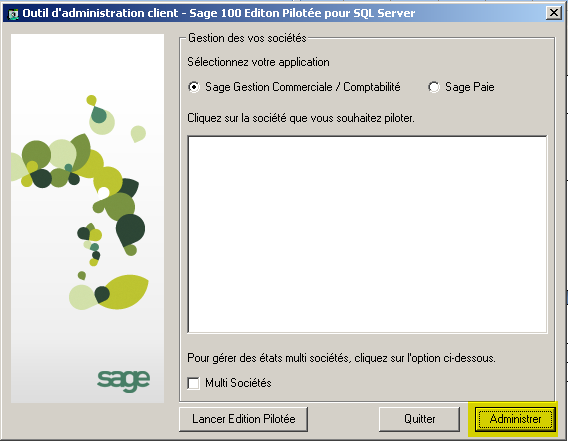 Outil d'administration client - Sage 100 Editon Pilotée pour SQL Server
Gestion des vos sociétés
Sélectionnez votre application
Sage Gestion Commerciale / Comptabilité
Sage Paie
Cliquez sur la société que vous souhaitez piloter.
sage
Pour gérer des états multi sociétés, cliquez sur l'option ci-dessous.
Multi Sociétés
Lancer Edition Pilotée
Quitter
Administrer